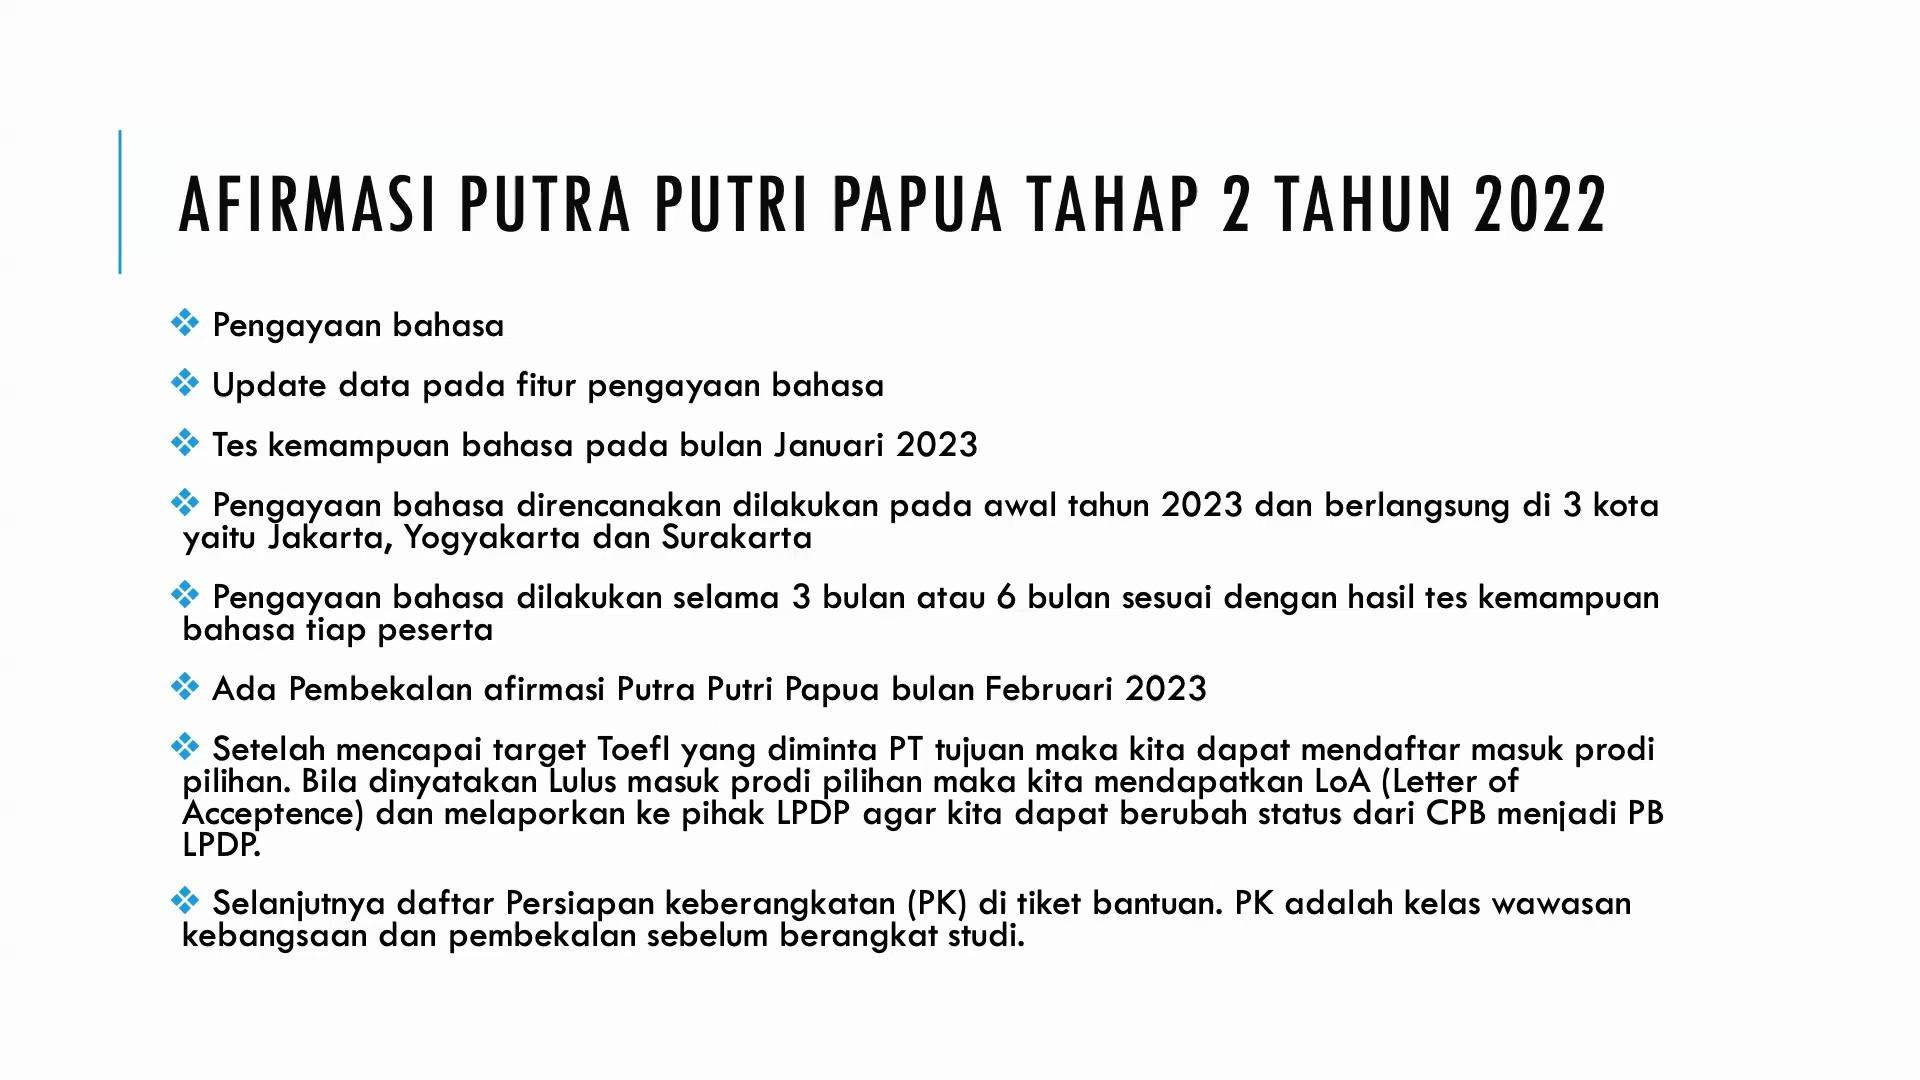 AFIRMASI PUTRA PUTRI PAPUA TAHAP 2 TAHUN 2022
❖ Pengayaan bahasa
❖ Update data pada fitur pengayaan bahasa
❖ Tes kemampuan bahasa pada bulan Januari 2023
❖ Pengayaan bahasa direncanakan dilakukan pada awal tahun 2023 dan berlangsung di 3 kota
yaitu Jakarta, Yogyakarta dan Surakarta
❖ Pengayaan bahasa dilakukan selama 3 bulan atau 6 bulan sesuai dengan hasil tes kemampuan
bahasa tiap peserta
❖ Ada Pembekalan afirmasi Putra Putri Papua bulan Februari 2023
❖ Setelah mencapai target Toefl yang diminta PT tujuan maka kita dapat mendaftar masuk prodi
pilihan. Bila dinyatakan Lulus masuk prodi pilihan maka kita mendapatkan LoA (Letter of
Acceptence) dan melaporkan ke pihak LPDP agar kita dapat berubah status dari CPB menjadi PB
LPDP.
❖ Selanjutnya daftar Persiapan keberangkatan (PK) di tiket bantuan. PK adalah kelas wawasan
kebangsaan dan pembekalan sebelum berangkat studi.